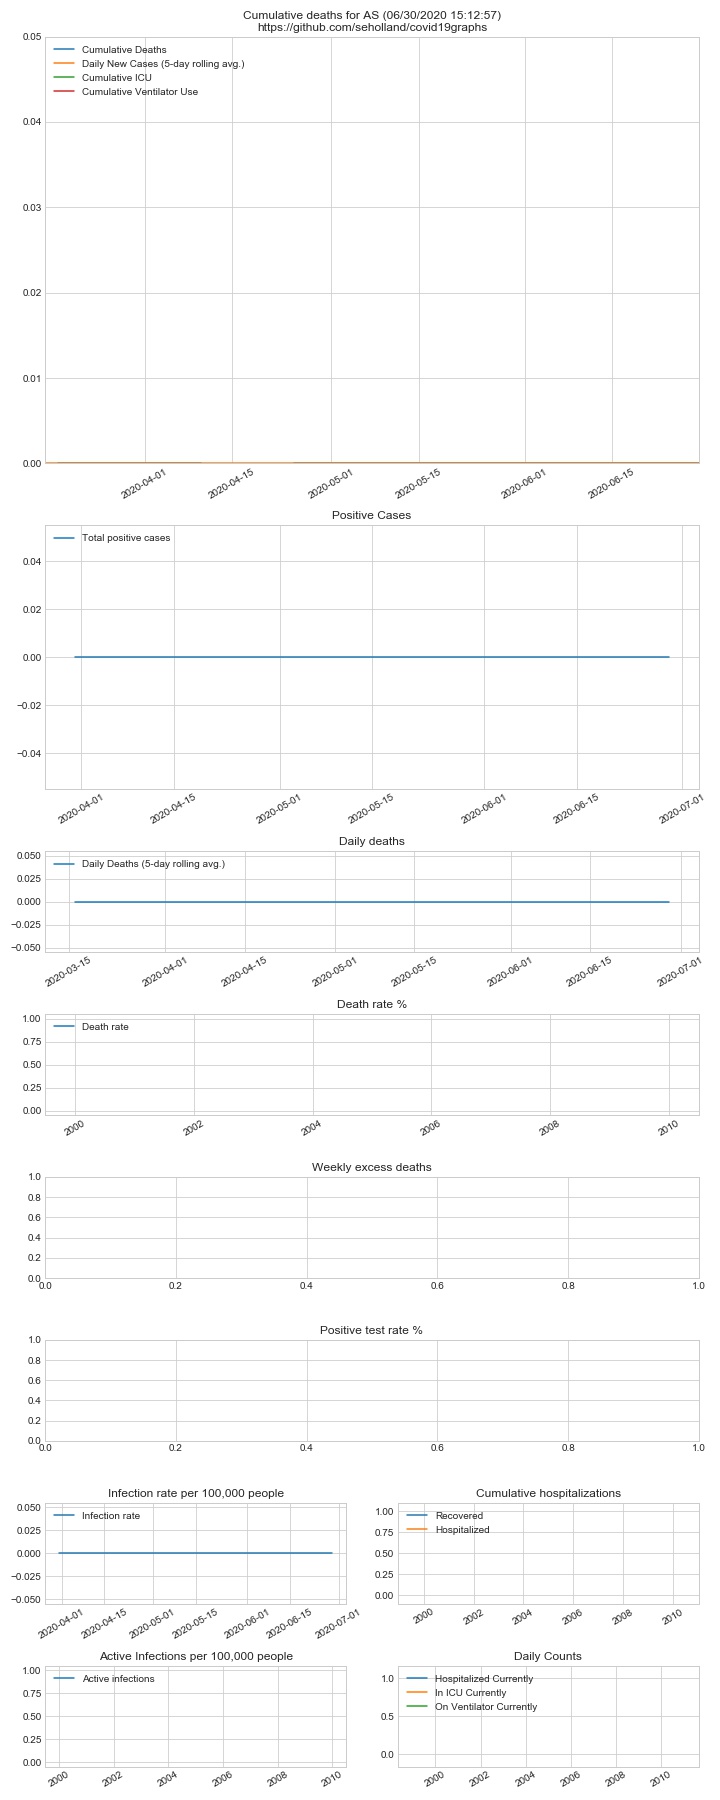 Cumulative deaths for AS (06/30/2020 15:12:57)
https://github.com/seholland/covid19graphs
0.05
Cumulative Deaths
Daily New Cases (5-day rolling avg.)
Cumulative ICU
Cumulative Ventilator Use
0.04
0.03
0.02
0.01
0.00
2020-04-01 2020-04-15 2020-05-01 2020-05-15 2020-06-01 2020-06-15
Positive Cases
Total positive cases
0.04
0.02
0.00
−0.02
−0.04
2020-04-01 2020-04-15 2020-05-01 2020-05-15 2020-06-01 2020-06-15 2020-07-01
Daily deaths
0.050
Daily Deaths (5-day rolling avg.)
0.025
0.000
−0.025
−0.050
2020-03-15 2020-04-01 2020-04-15 2020-05-01 2020-05-15 2020-06-01 2020-06-15 2020-07-01
Death rate %
1.00
Death rate
0.75
0.50
0.25
0.00
2000 2002 2004 2006 2008 2010
Weekly excess deaths
1.0
0.8
0.6
0.4
0.2
0.0
0.0 0.2 0.4 0.6 0.8 1.0
Positive test rate %
1.0
0.8
0.6
0.4
0.2
0.0
0.0 0.2 0.4 0.6 0.8 1.0
Infection rate per 100,000 people
0.050
Infection rate
0.025
0.000
−0.025
−0.050
2020-04-01 2020-04-15 2020-05-01 2020-05-15 2020-06-01 2020-06-15 2020-07-01
Cumulative hospitalizations
1.00
Recovered
Hospitalized
0.75
0.50
0.25
0.00
2000 2002 2004 2006 2008 2010
Active Infections per 100,000 people
1.00
Active infections
0.75
0.50
0.25
0.00
2000 2002 2004 2006 2008 2010
Daily Counts
1.0
Hospitalized Currently
In ICU Currently
On Ventilator Currently
0.5
0.0
2000 2002 2004 2006 2008 2010